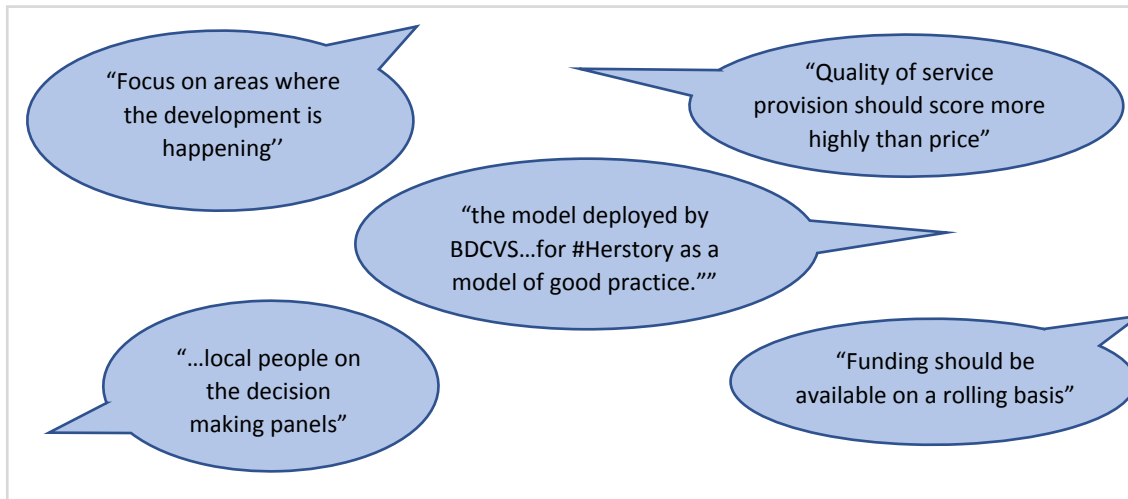 “Focus on areas where
the development is
happening’’
“Quality of service
provision should score more
highly than price”
“the model deployed by
BDCVS…for #Herstory as a
model of good practice.””
“…local people on
the decision
making panels”
“Funding should be
available on a rolling basis”